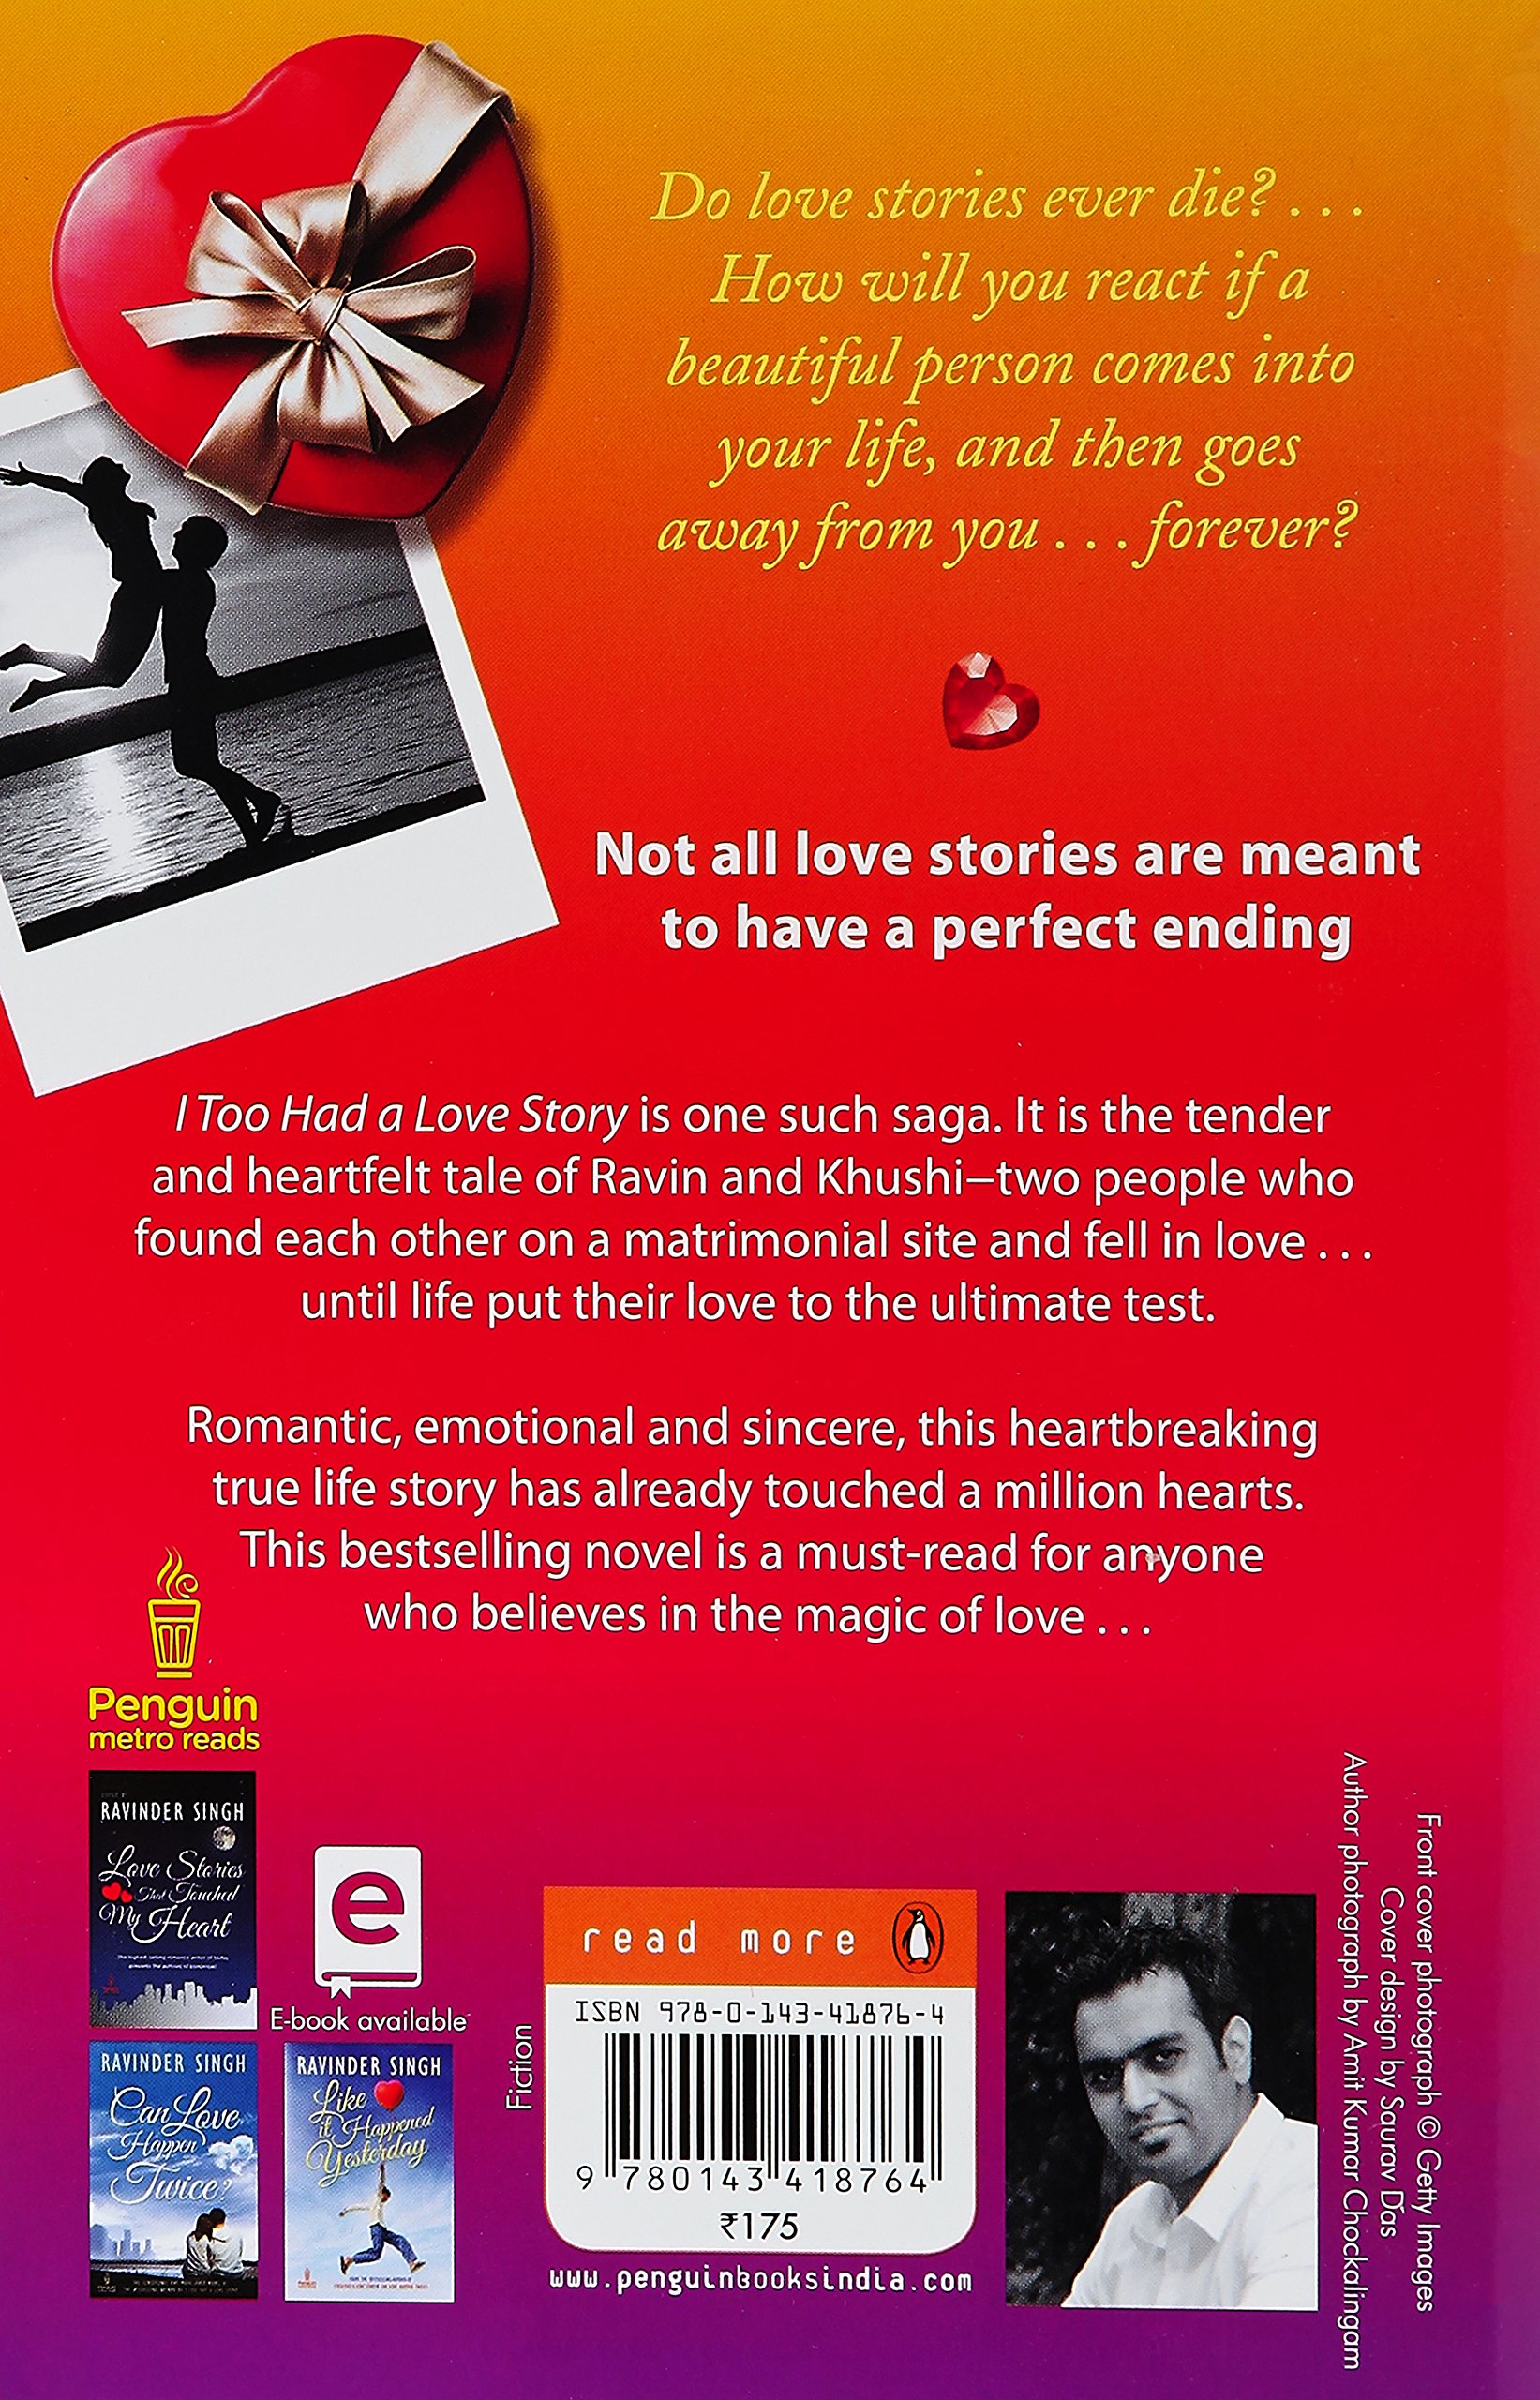 Do love stories ever die? . . .
How will you react if a
beautiful person comes into
your life, and then goes
away from you . . . forever?
Not all love stories are meant
to have a perfect ending
I Too Had a Love Story is one such saga. It is the tender
and heartfelt tale of Ravin and Khushi–two people who
found each other on a matrimonial site and fell in love . . .
until life put their love to the ultimate test.
Romantic, emotional and sincere, this heartbreaking
true life story has already touched a million hearts.
This bestselling novel is a must-read for anyone
who believes in the magic of love . . .
Penguin
metro reads
RAVINDER SINGH
Love Stories
That Touched
My Heart
e
E-book available
RAVINDER SINGH
Can Love
Happen
Twice?
RAVINDER SINGH
Like
it Happened
Yesterday
Fiction
read more
ISBN 978-0-143-41876-4
9 780143 418764
₹175
www.penguinbooksindia.com
Front cover photograph © Getty Images
Cover design by Saurav Das
Author photograph by Amit Kumar Chockalingam